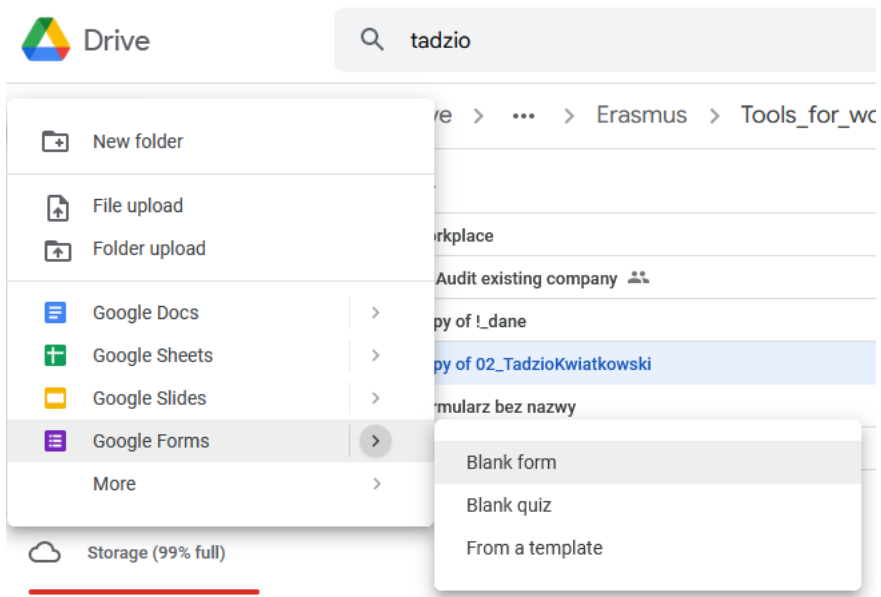 Drive
tadzio
ve > ••• > Erasmus > Tools_for_wo
New folder
File upload
Folder upload
rkplace
Audit existing company
Google Docs
py of !_dane
Google Sheets
py of 02_TadzioKwiatkowski
Google Slides
rmularz bez nazwy
Google Forms
More
Blank form
Blank quiz
From a template
Storage (99% full)